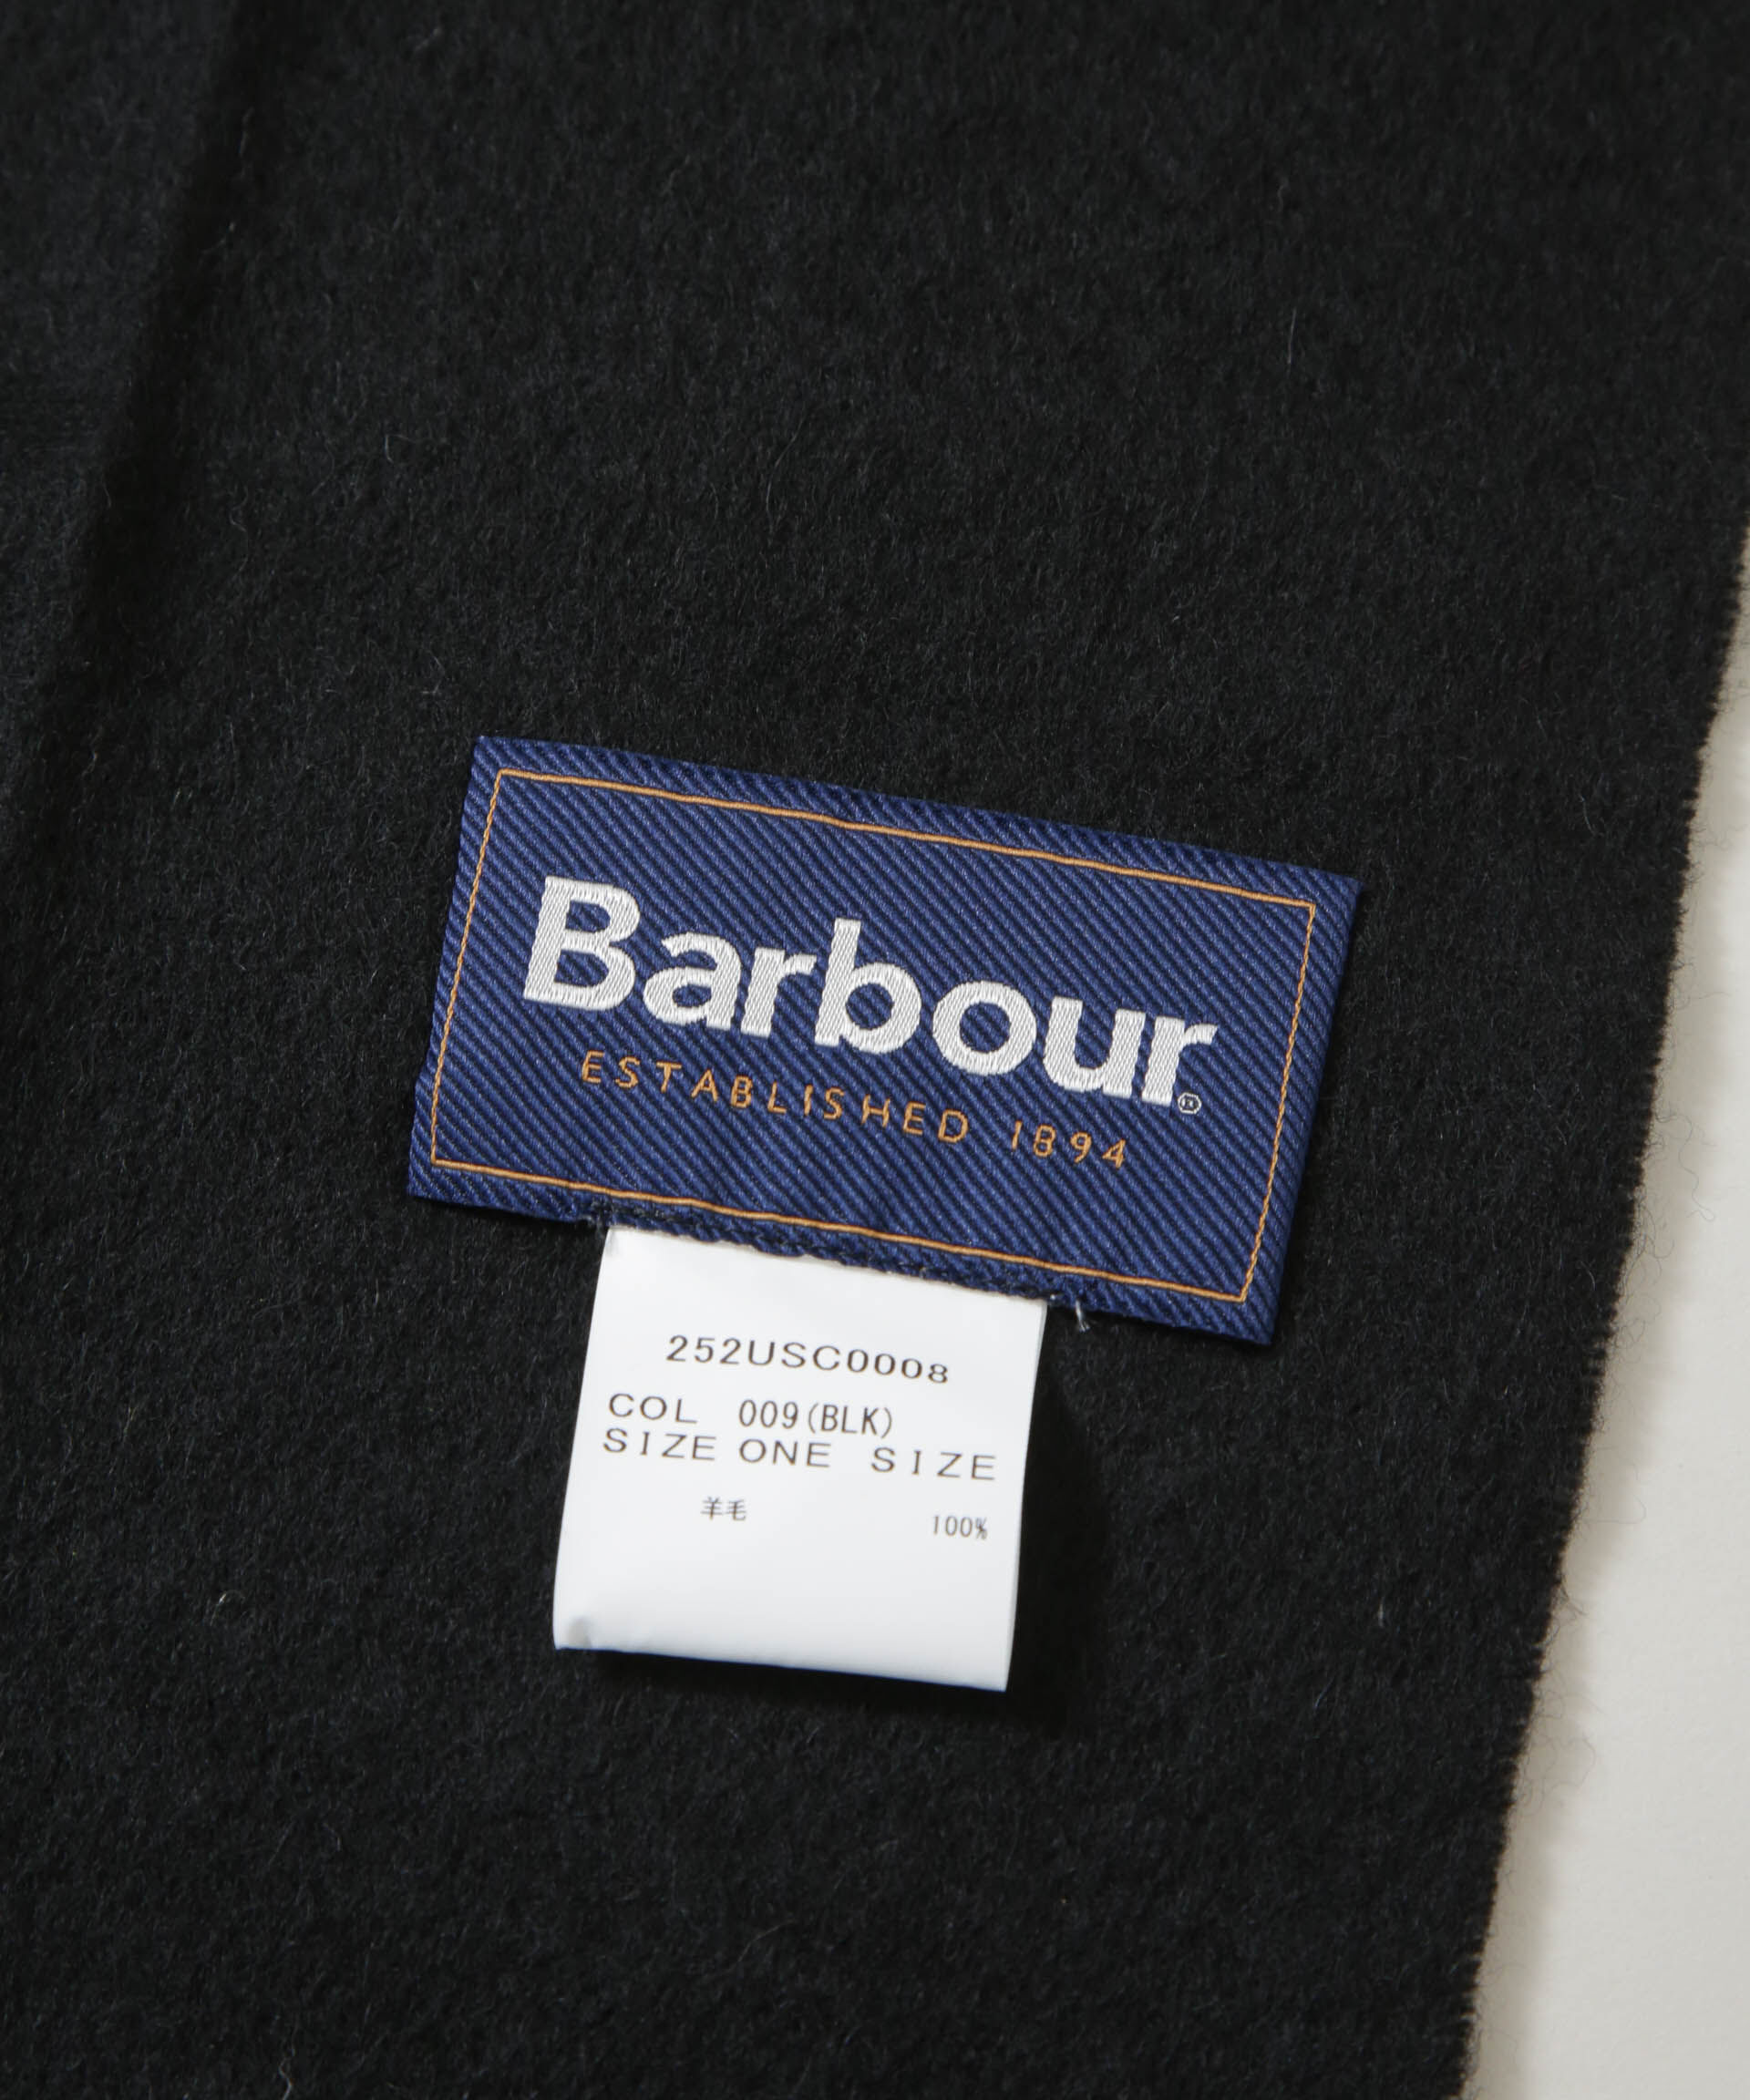 Barbour®
ESTABLISHED 1894
252USC0008
COL 009(BLK)
SIZE ONE SIZE
羊毛 100%